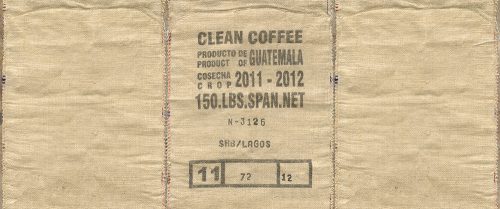 CLEAN COFFEE
PRODUCTO DE GUATEMALA
PRODUCT OF
COSECHA 2011 - 2012
CROP
150.LBS.SPAN.NET
N-3126
SHB/LAGOS
11 72 12